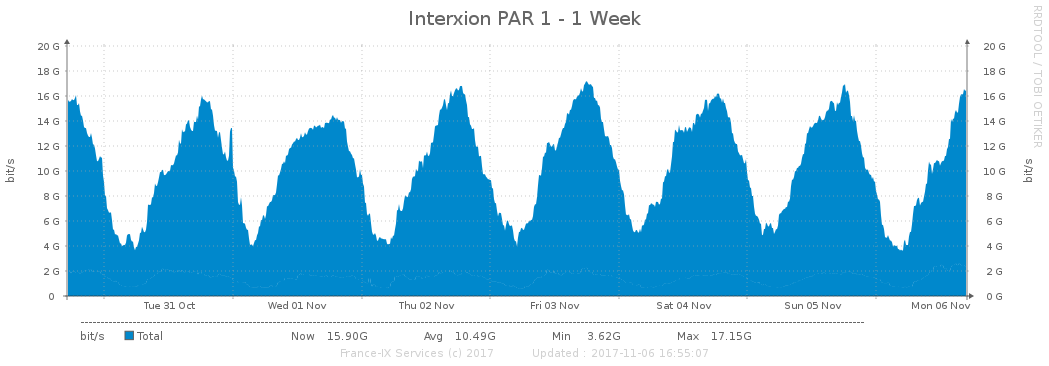 Interxion PAR 1 - 1 Week
RRDTOOL / TOBI OETIKER
bit/s
bit/s
20 G 20 G
18 G 18 G
16 G 16 G
14 G 14 G
12 G 12 G
10 G 10 G
8 G 8 G
6 G 6 G
4 G 4 G
2 G 2 G
0 0 G
Tue 31 Oct Wed 01 Nov Thu 02 Nov Fri 03 Nov Sat 04 Nov Sun 05 Nov Mon 06 Nov
bit/s Total Now 15.90G Avg 10.49G Min 3.62G Max 17.15G
France-IX Services (c) 2017 Updated : 2017-11-06 16:55:07